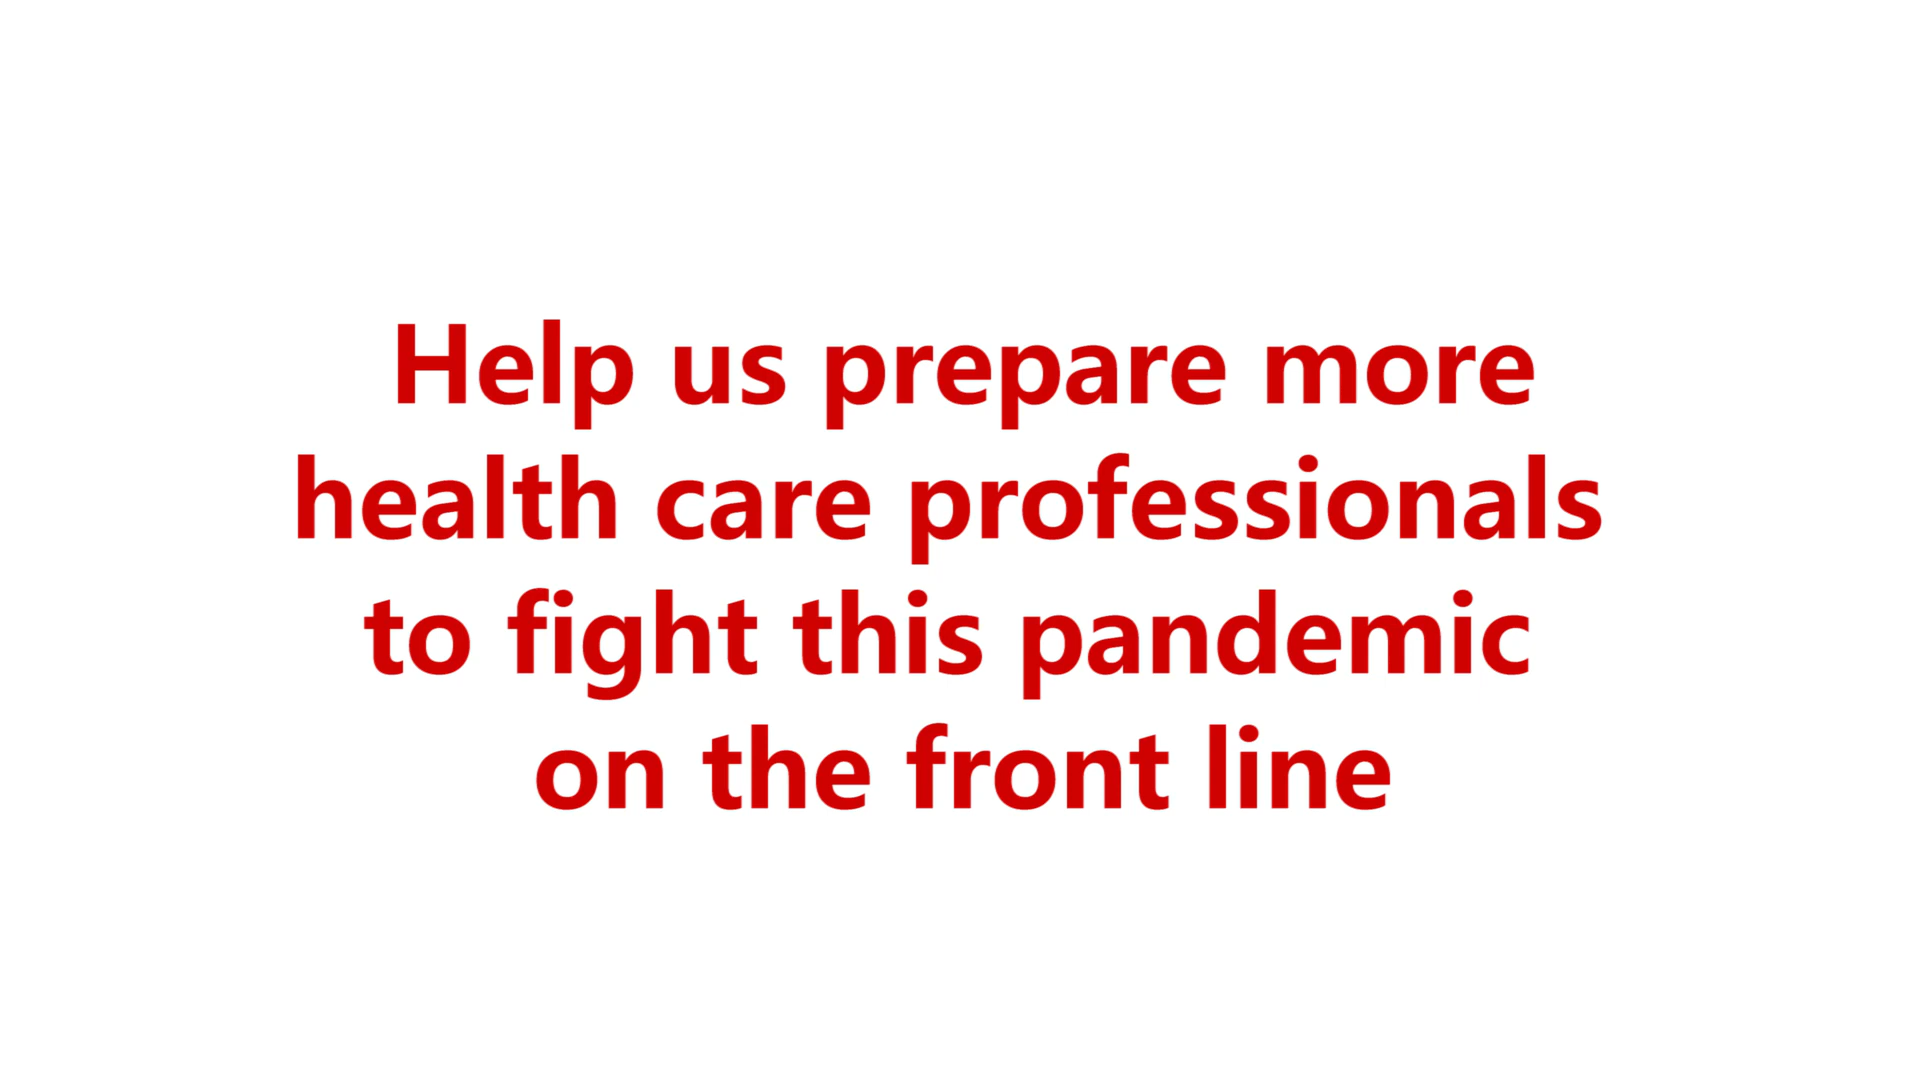 Help us prepare more
health care professionals
to fight this pandemic
on the front line